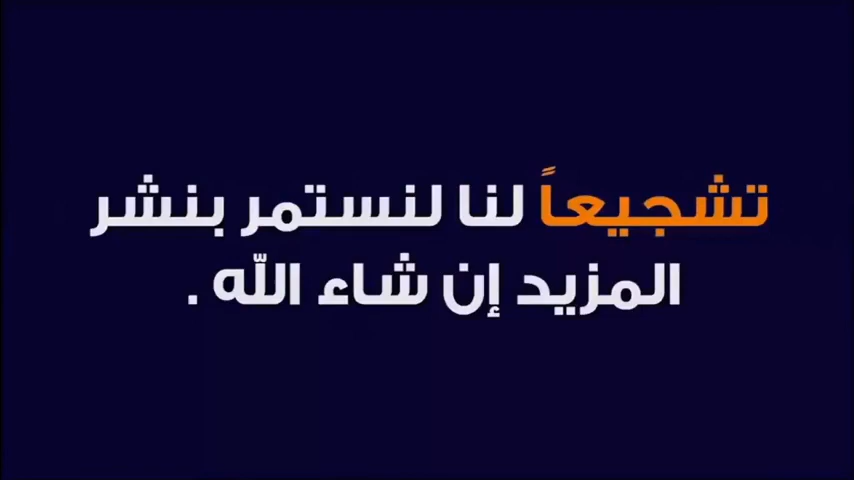 تشجيعاً لنا لنستمر بنشر
المزيد إن شاء الله .